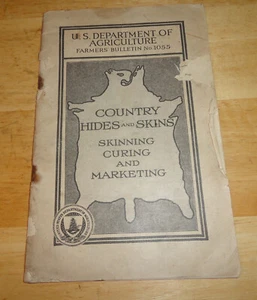 U.S. DEPARTMENT OF
AGRICULTURE
FARMERS' BULLETIN No. 1055
COUNTRY
HIDES AND SKINS
SKINNING
CURING
AND
MARKETING